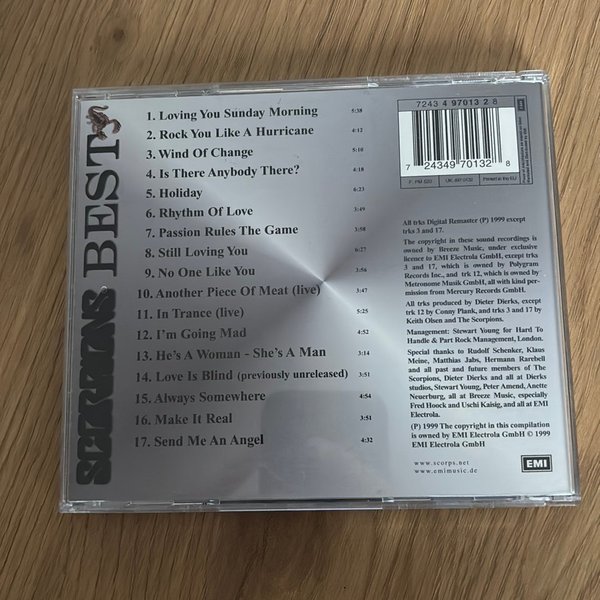 SCORPIONS BEST
1. Loving You Sunday Morning 5:38
2. Rock You Like A Hurricane 4:12
3. Wind Of Change 5:10
4. Is There Anybody There? 4:18
5. Holiday 6:23
6. Rhythm Of Love 3:49
7. Passion Rules The Game 3:58
8. Still Loving You 6:27
9. No One Like You 3:56
10. Another Piece Of Meat (live) 3:47
11. In Trance (live) 5:25
12. I'm Going Mad 4:52
13. He's A Woman - She's A Man 3:14
14. Love Is Blind (previously unreleased) 3:51
15. Always Somewhere 4:54
16. Make It Real 3:51
17. Send Me An Angel 4:32
7243 4 97013 2 8
7 24349 70132 8
Printed in the EU
All trks Digital Remaster (P) 1999 except
trks 3 and 17.
The copyright in these sound recordings is
owned by Breeze Music, under exclusive
licence to EMI Electrola GmbH, except trks
3 and 17, which is owned by Polygram
Records Inc., and trk 12, which is owned by
Metronome Musik GmbH, all with kind per-
mission from Mercury Records GmbH.
All trks produced by Dieter Dierks, except
trk 12 by Conny Plank, and trks 3 and 17 by
Keith Olsen and The Scorpions.
Management: Stewart Young for Hard To
Handle & Part Rock Management, London.
Special thanks to Rudolf Schenker, Klaus
Meine, Matthias Jabs, Hermann Rarebell
and all past and future members of The
Scorpions, Dieter Dierks and all at Dierks
studios, Stewart Young, Peter Amend, Anette
Neuerburg, all at Breeze Music, especially
Fred Hoock and Uschi Kaisig, and all at EMI
Electrola.
(P) 1999 The copyright in this compilation
is owned by EMI Electrola GmbH © 1999
EMI Electrola GmbH
www.scorps.net
www.emimusic.de
EMI